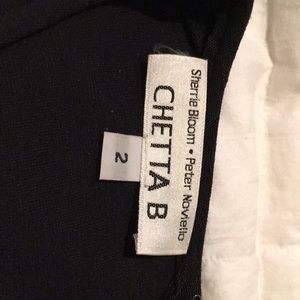 Sherrie Bloom • Peter Noviello
CHETTA B
2